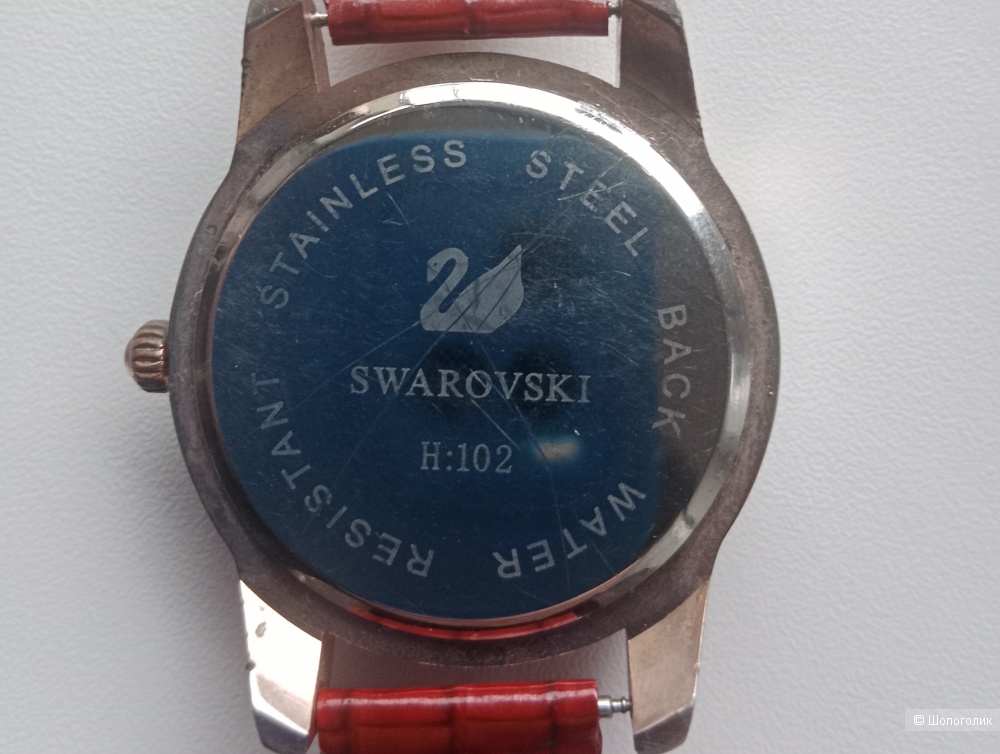 STAINLESS STEEL BACK WATER RESISTANT
SWAROVSKI
H:102
© Шопоголик